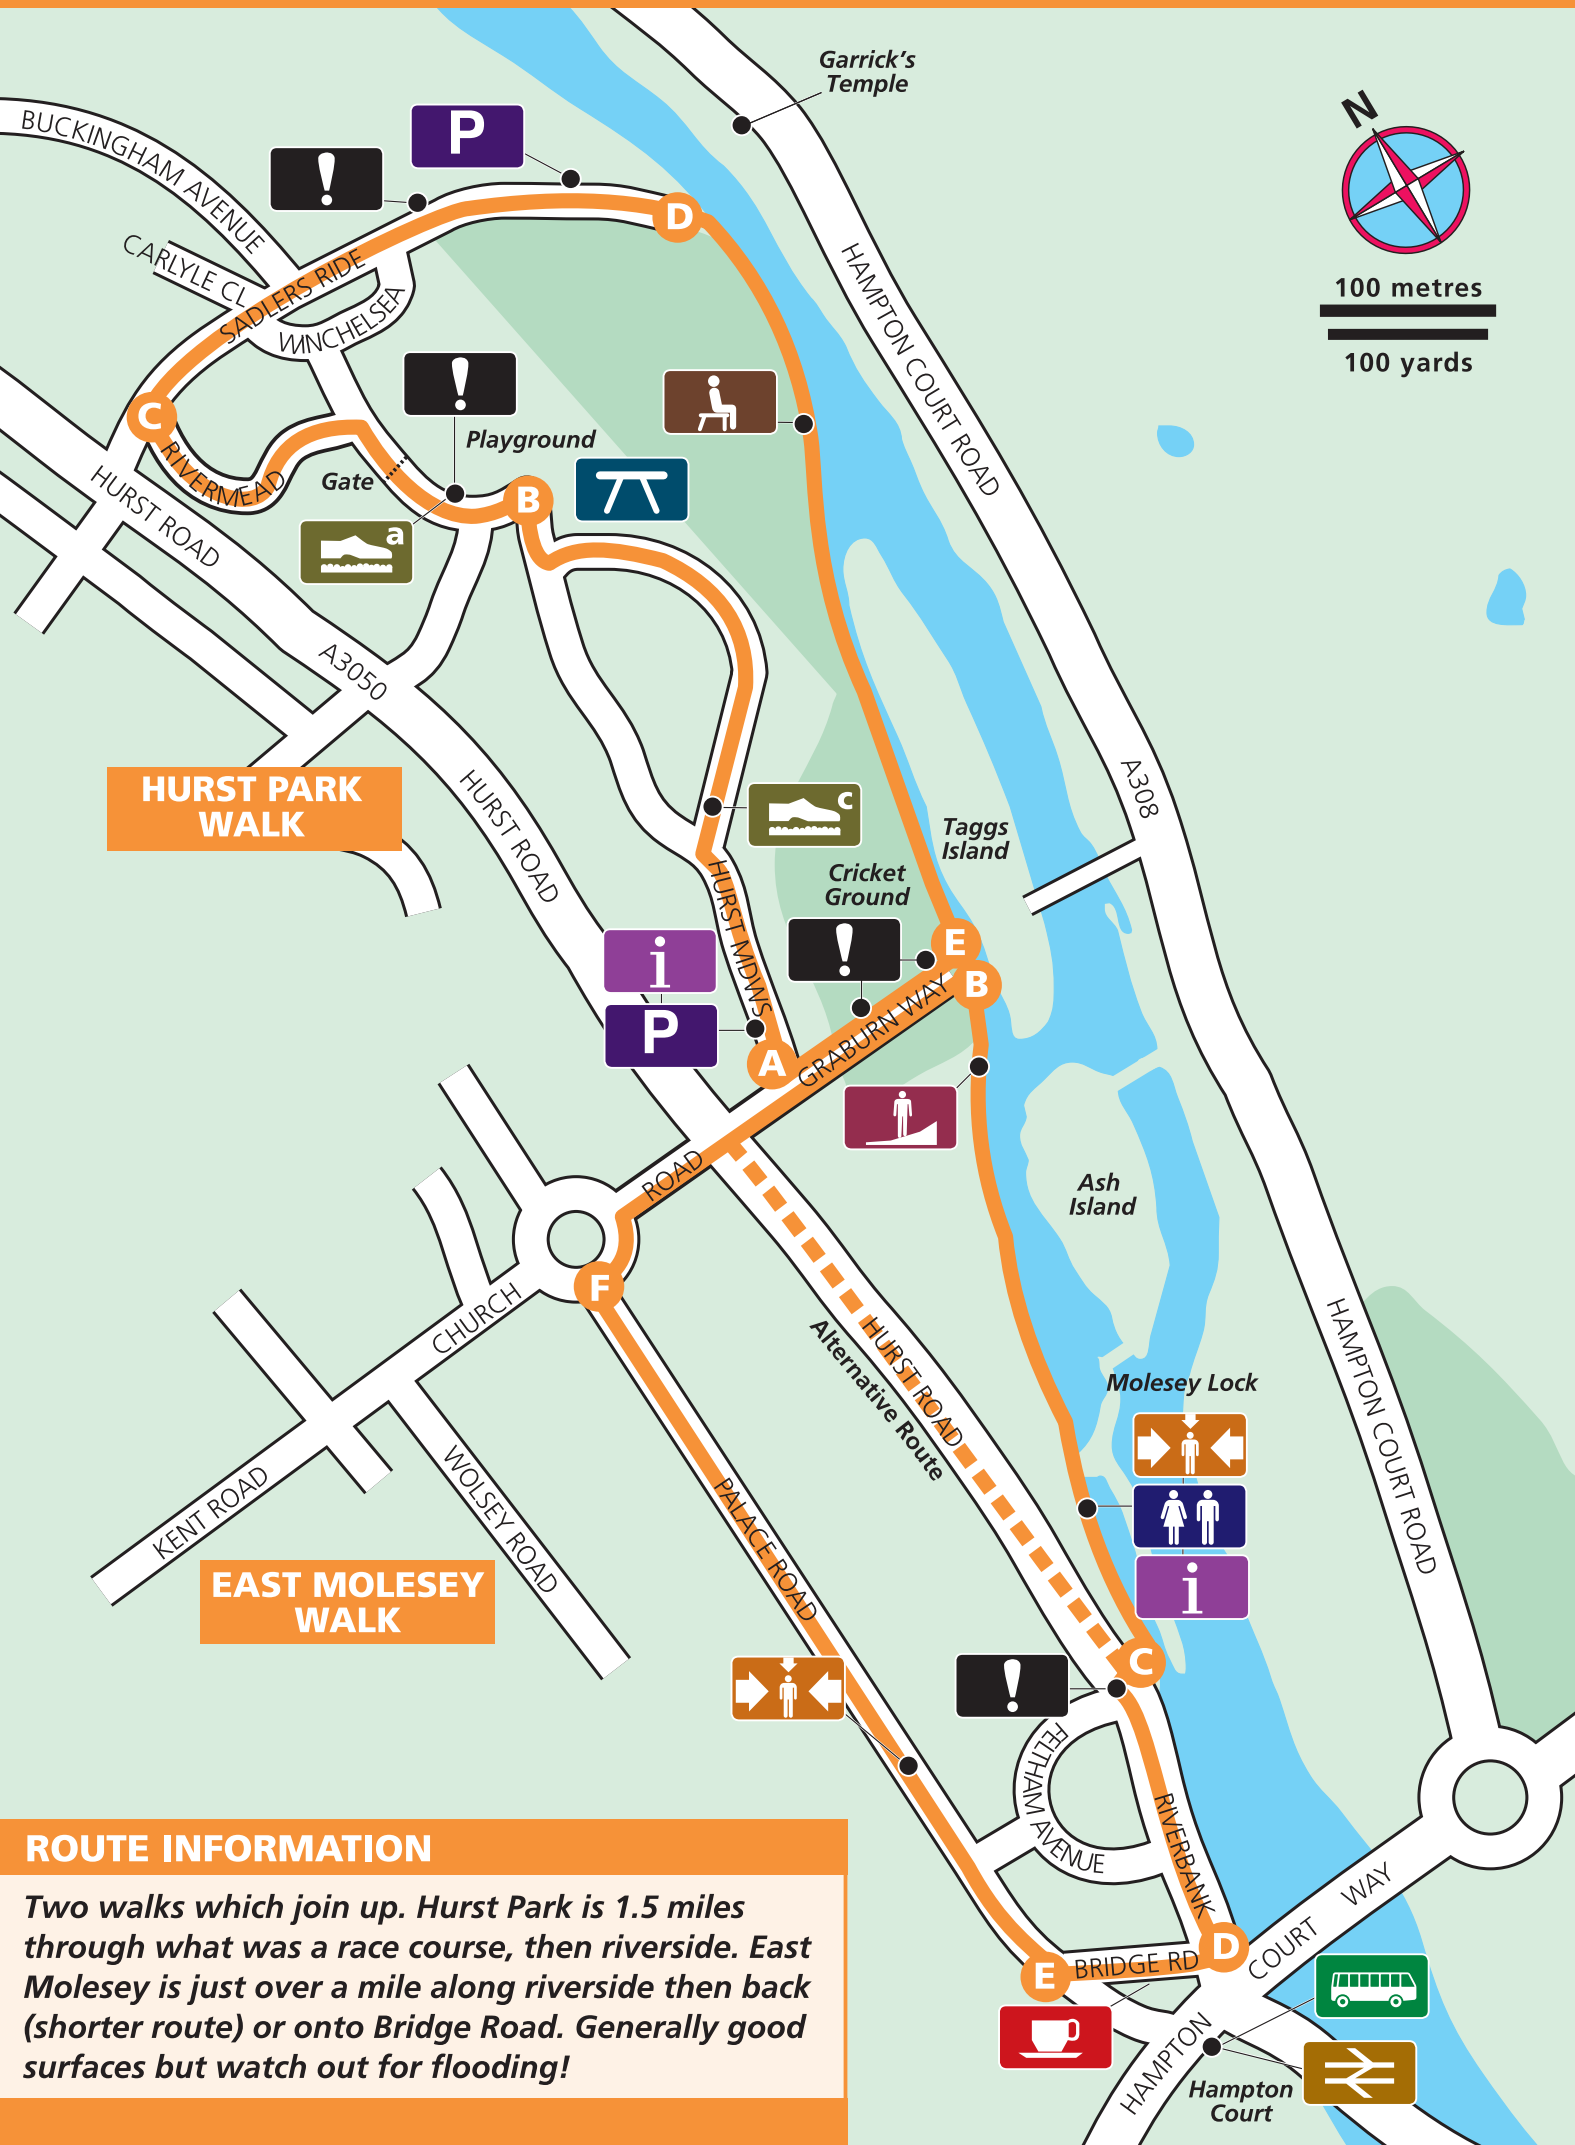 Garrick's
Temple
N
100 metres
100 yards
P
!
BUCKINGHAM AVENUE
CARLYLE CL
SADLERS RIDE
WINCHELSEA
D
HAMPTON COURT ROAD
!
Playground
C
RIVERMEAD
Gate
B
a
HURST ROAD
A3050
HURST PARK
WALK
HURST ROAD
c
A308
Taggs
Island
Cricket
Ground
HURST MDWS
!
E
B
i
P
A
GRABURN WAY
ROAD
Ash
Island
F
CHURCH
HURST ROAD
Alternative Route
Molesey Lock
HAMPTON COURT ROAD
KENT ROAD
WOLSEY ROAD
PALACE ROAD
i
EAST MOLESEY
WALK
!
C
FELTHAM AVENUE
RIVERBANK
D
E
BRIDGE RD
HAMPTON
COURT
WAY
Hampton
Court
ROUTE INFORMATION
Two walks which join up. Hurst Park is 1.5 miles
through what was a race course, then riverside. East
Molesey is just over a mile along riverside then back
(shorter route) or onto Bridge Road. Generally good
surfaces but watch out for flooding!